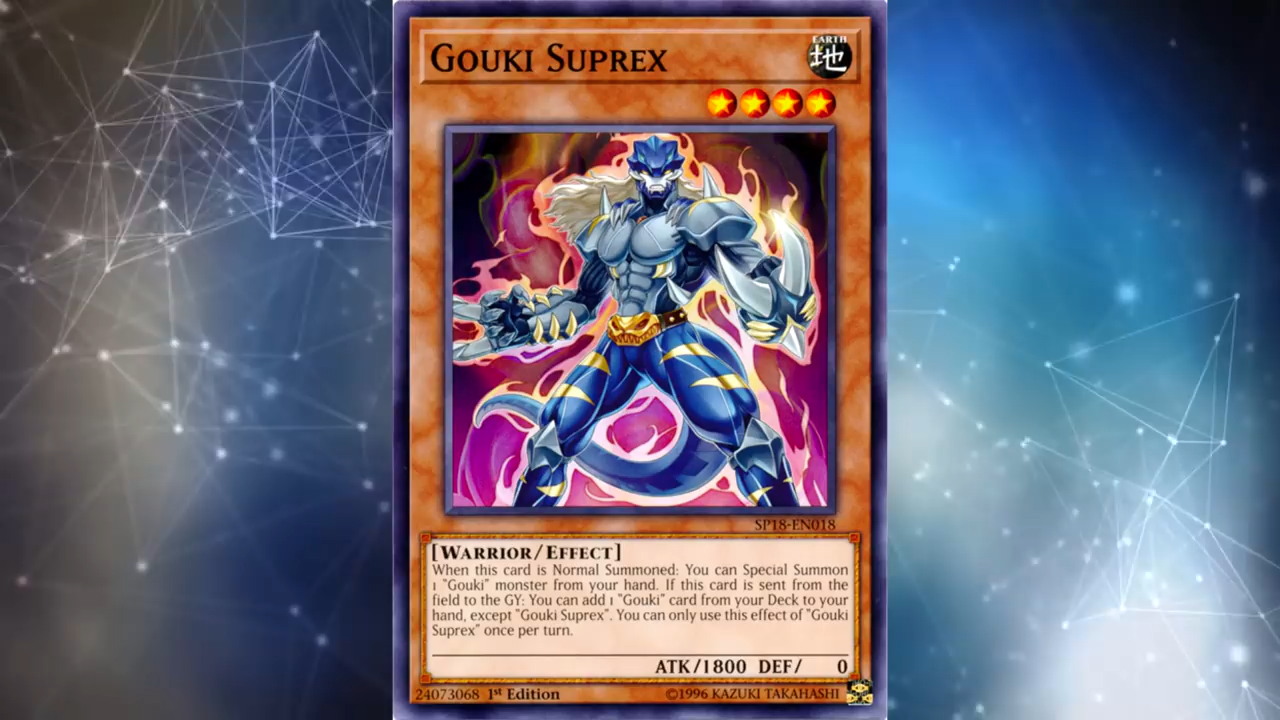 GOUKI SUPREX
EARTH
地
SP18-EN018
[WARRIOR/EFFECT]
When this card is Normal Summoned: You can Special Summon
1 "Gouki" monster from your hand. If this card is sent from the
field to the GY: You can add 1 "Gouki" card from your Deck to your
hand, except "Gouki Suprex". You can only use this effect of "Gouki
Suprex" once per turn.
ATK/1800 DEF/ 0
24073068 1st Edition ©1996 KAZUKI TAKAHASHI